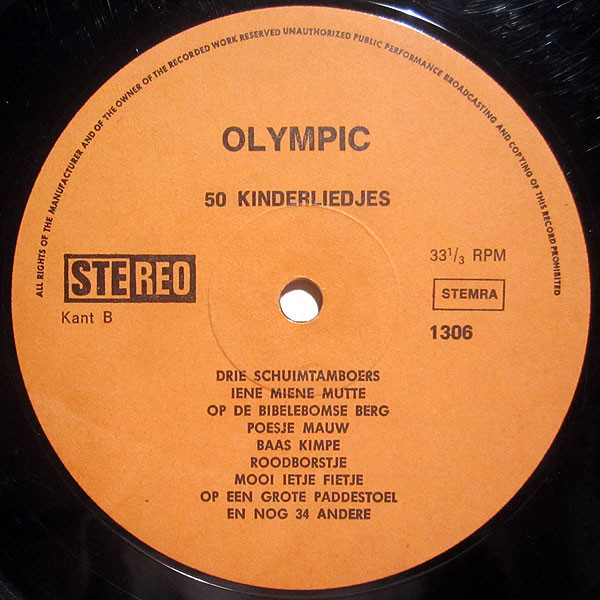 ALL RIGHTS OF THE MANUFACTURER AND OF THE OWNER OF THE RECORDED WORK RESERVED UNAUTHORIZED PUBLIC PERFORMANCE BROADCASTING AND COPYING OF THIS RECORD PROHIBITED
OLYMPIC
50 KINDERLIEDJES
STEREO
33 1/3 RPM
STEMRA
Kant B
1306
DRIE SCHUIMTAMBOERS
IENE MIENE MUTTE
OP DE BIBELEBOMSE BERG
POESJE MAUW
BAAS KIMPE
ROODBORSTJE
MOOI IETJE FIETJE
OP EEN GROTE PADDESTOEL
EN NOG 34 ANDERE